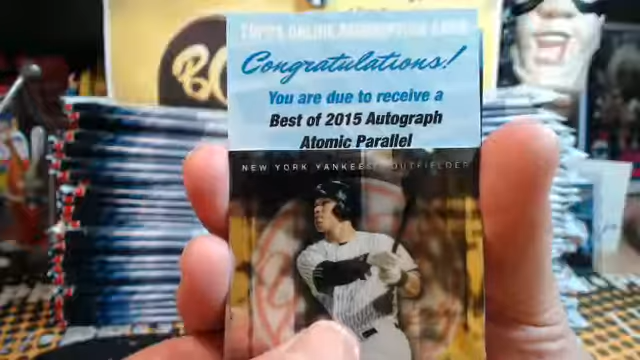 TOPPS ONLINE REDEMPTION CARD
Congratulations!
You are due to receive a
Best of 2015 Autograph
Atomic Parallel
NEW YORK YANKEES OUTFIELDER